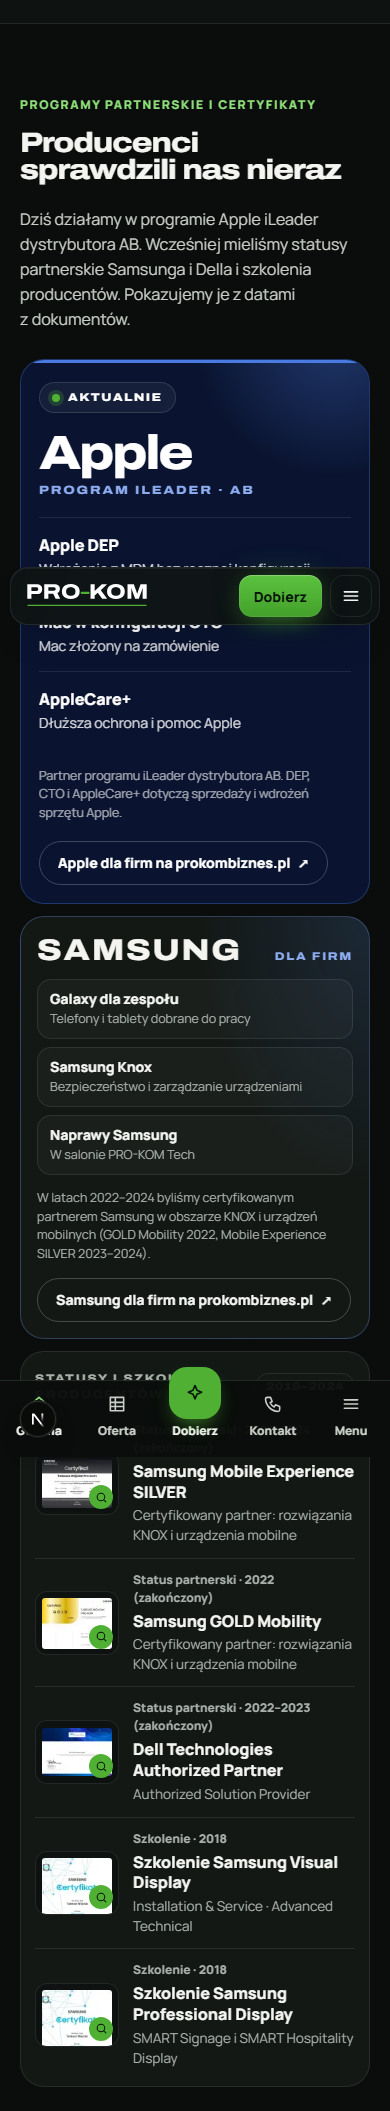 PROGRAMY PARTNERSKIE I CERTYFIKATY
Producenci
sprawdzili nas nieraz
Dziś działamy w programie Apple iLeader
dystrybutora AB. Wcześniej mieliśmy statusy
partnerskie Samsunga i Della i szkolenia
producentów. Pokazujemy je z datami
z dokumentów.
AKTUALNIE
Apple
PROGRAM ILEADER · AB
Apple DEP
PRO-KOM
Dobierz
Mac w konfiguracji CTO
Mac złożony na zamówienie
AppleCare+
Dłuższa ochrona i pomoc Apple
Partner programu iLeader dystrybutora AB. DEP,
CTO i AppleCare+ dotyczą sprzedaży i wdrożeń
sprzętu Apple.
Apple dla firm na prokombiznes.pl ↗
SAMSUNG
DLA FIRM
Galaxy dla zespołu
Telefony i tablety dobrane do pracy
Samsung Knox
Bezpieczeństwo i zarządzanie urządzeniami
Naprawy Samsung
W salonie PRO-KOM Tech
W latach 2022–2024 byliśmy certyfikowanym
partnerem Samsung w obszarze KNOX i urządzeń
mobilnych (GOLD Mobility 2022, Mobile Experience
SILVER 2023–2024).
Samsung dla firm na prokombiznes.pl ↗
STATUSY I SZKO
N
Oferta
Dobierz
Kontakt
Menu
Samsung Mobile Experience
SILVER
Certyfikowany partner: rozwiązania
KNOX i urządzenia mobilne
Status partnerski · 2022
(zakończony)
GOLD
Samsung GOLD Mobility
Certyfikowany partner: rozwiązania
KNOX i urządzenia mobilne
Status partnerski · 2022–2023
(zakończony)
Dell Technologies
Authorized Partner
Authorized Solution Provider
Szkolenie · 2018
Szkolenie Samsung Visual
Display
Installation & Service · Advanced
Technical
Szkolenie · 2018
Szkolenie Samsung
Professional Display
SMART Signage i SMART Hospitality
Display